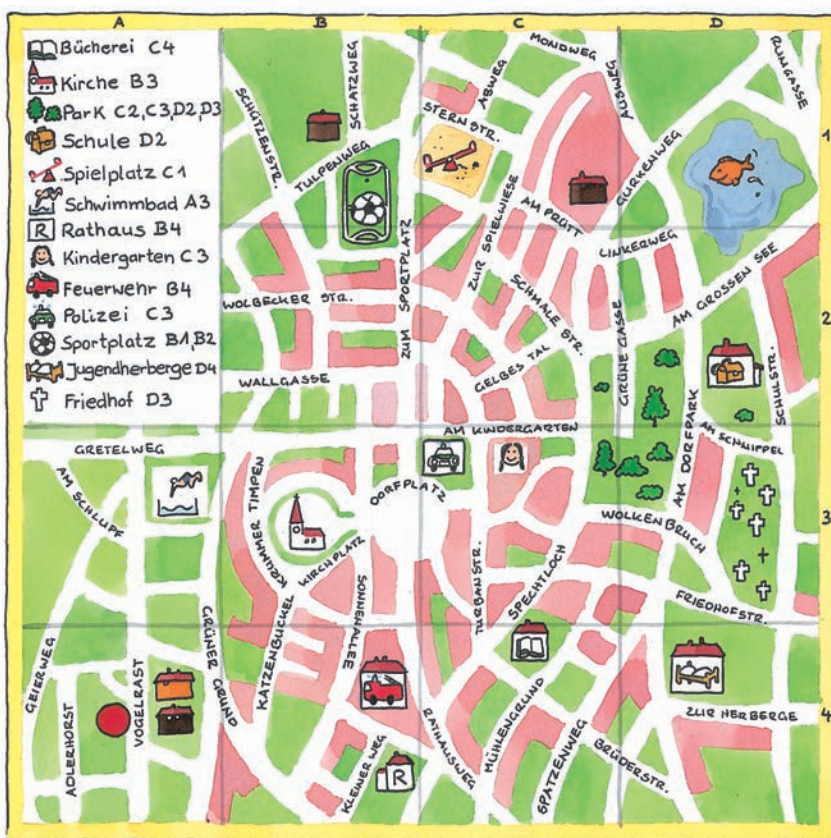 A B C D
Bücherei C4
Kirche B3
Park C2,C3,D2,D3
Schule D2
Spielplatz C1
Schwimmbad A3
R Rathaus B4
Kindergarten C3
Feuerwehr B4
Polizei C3
Sportplatz B1,B2
Jugendherberge D4
Friedhof D3
MONDWEG
RUNGASSE
SCHATZWEG
ABWEG
AUSWEG
SCHÜTZENSTR.
STERNSTR.
1
TULPENWEG
GURKENWEG
AM PRÜTT
ZUR SPIELWIESE
LINKERWEG
ZUM SPORTPLATZ
SCHMALE STR.
AM GROSSEN SEE
WOLBECKER STR.
2
GRÜNE GASSE
GELBES TAL
WALLGASSE
SCHULSTR.
AM DORFPARK
AM KINDERGARTEN
AM SCHNIPPEL
GRETELWEG
AM SCHLUPF
KRUMMER TIMPEN
DORFPLATZ
3
WOLKENBRUCH
KIRCHPLATZ
TURBANSTR.
SPECHTLOCH
SONNENALLEE
FRIEDHOFSTR.
GRÜNER GRUND
KATZENBUCKEL
GEIERWEG
VOGELRAST
ADLERHORST
MÜHLENGRUND
RATHAUSWEG
ZUR HERBERGE
4
KLEINER WEG
R
SPATZENWEG
BRÜDERSTR.